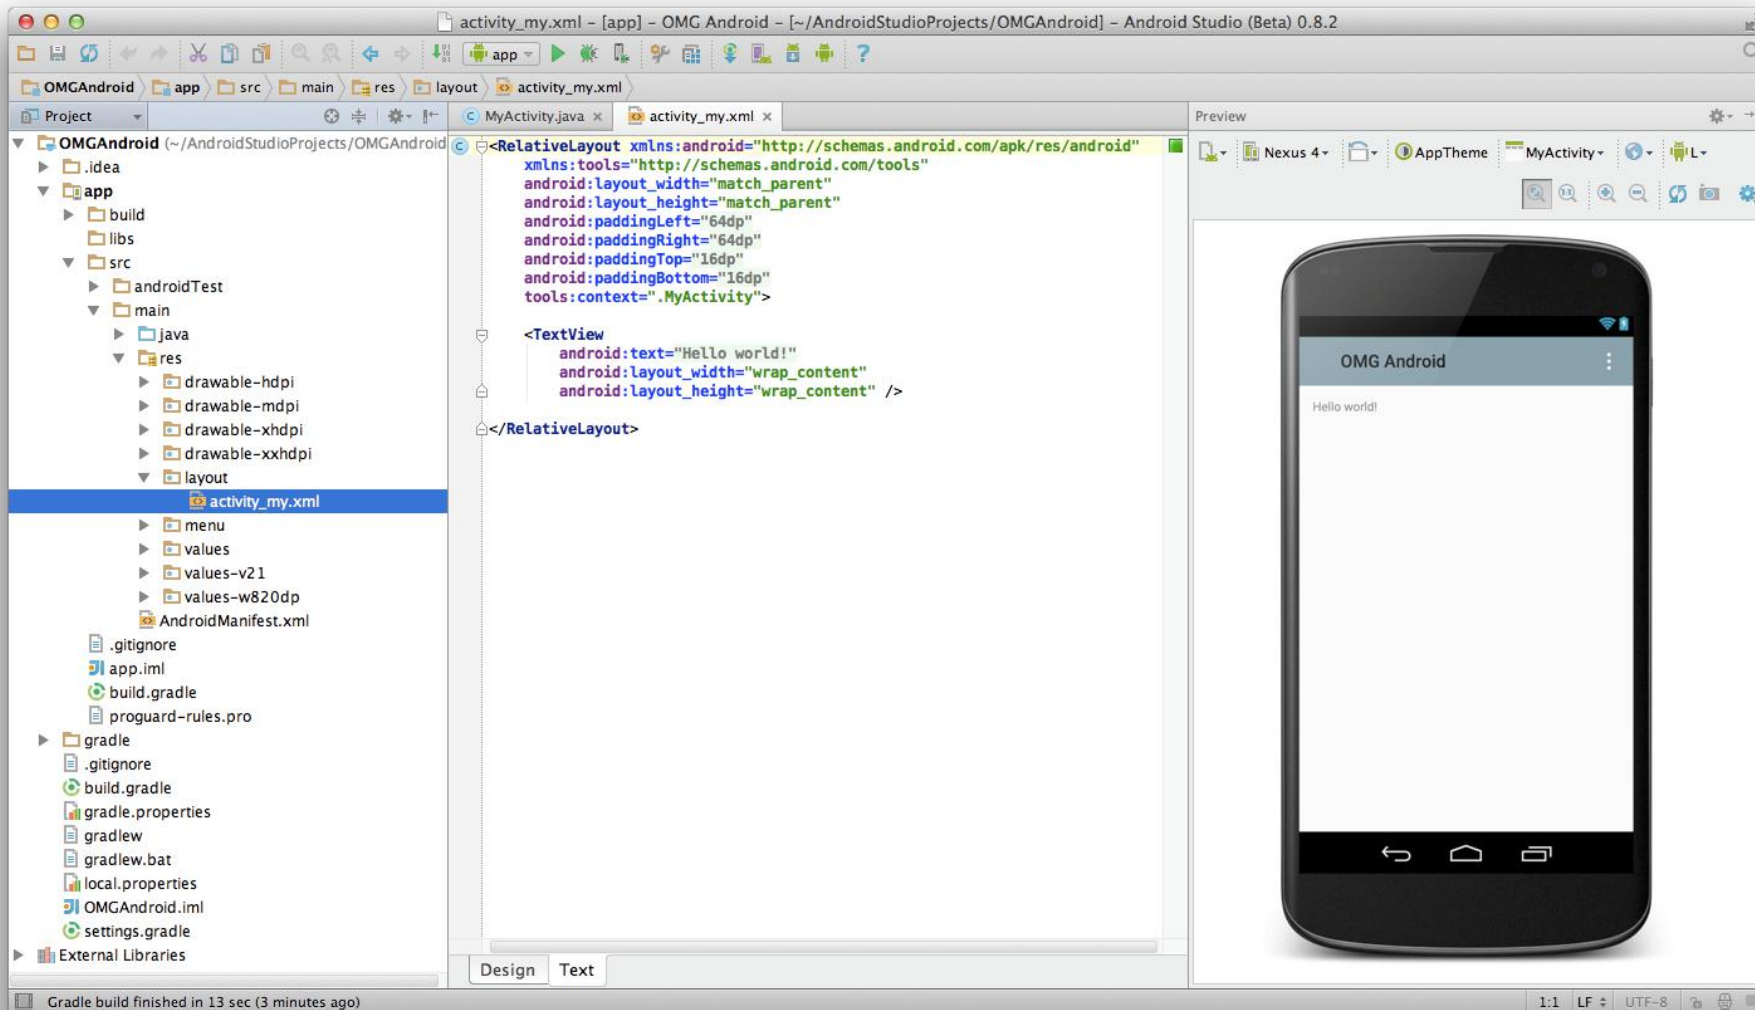 activity_my.xml – [app] – OMG Android – [~/AndroidStudioProjects/OMGAndroid] – Android Studio (Beta) 0.8.2
app
OMGAndroid app src main res layout activity_my.xml
Project
OMGAndroid (~/AndroidStudioProjects/OMGAndroid
.idea
app
build
libs
src
androidTest
main
java
res
drawable-hdpi
drawable-mdpi
drawable-xhdpi
drawable-xxhdpi
layout
activity_my.xml
menu
values
values-v21
values-w820dp
AndroidManifest.xml
.gitignore
app.iml
build.gradle
proguard-rules.pro
gradle
.gitignore
build.gradle
gradle.properties
gradlew
gradlew.bat
local.properties
OMGAndroid.iml
settings.gradle
External Libraries
MyActivity.java activity_my.xml
<RelativeLayout xmlns:android="http://schemas.android.com/apk/res/android"
xmlns:tools="http://schemas.android.com/tools"
android:layout_width="match_parent"
android:layout_height="match_parent"
android:paddingLeft="64dp"
android:paddingRight="64dp"
android:paddingTop="16dp"
android:paddingBottom="16dp"
tools:context=".MyActivity">
<TextView
android:text="Hello world!"
android:layout_width="wrap_content"
android:layout_height="wrap_content" />
</RelativeLayout>
Design Text
Preview
Nexus 4 AppTheme MyActivity L
OMG Android
Hello world!
Gradle build finished in 13 sec (3 minutes ago)
1:1 LF UTF-8